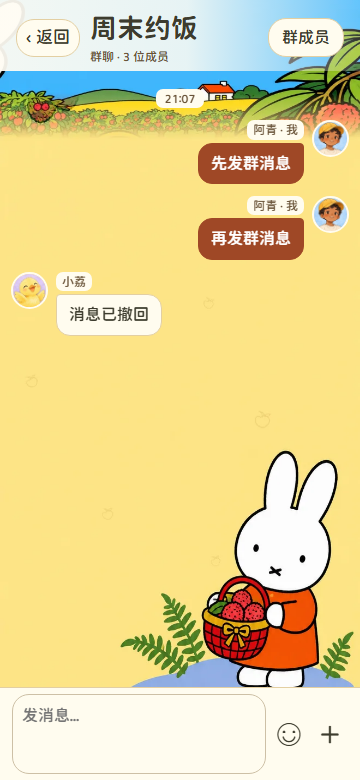 ‹ 返回
周末约饭
群聊 · 3 位成员
群成员
21:07
阿青 · 我
先发群消息
阿青 · 我
再发群消息
小荔
消息已撤回
发消息…